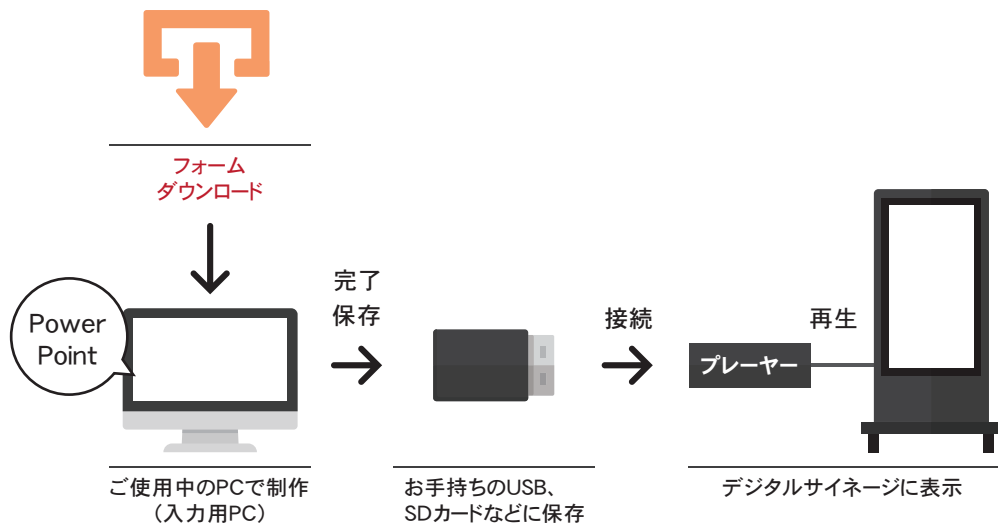 フォーム
ダウンロード
Power
Point
完了
保存
接続
再生
プレーヤー
ご使用中のPCで制作
（入力用PC）
お手持ちのUSB、
SDカードなどに保存
デジタルサイネージに表示